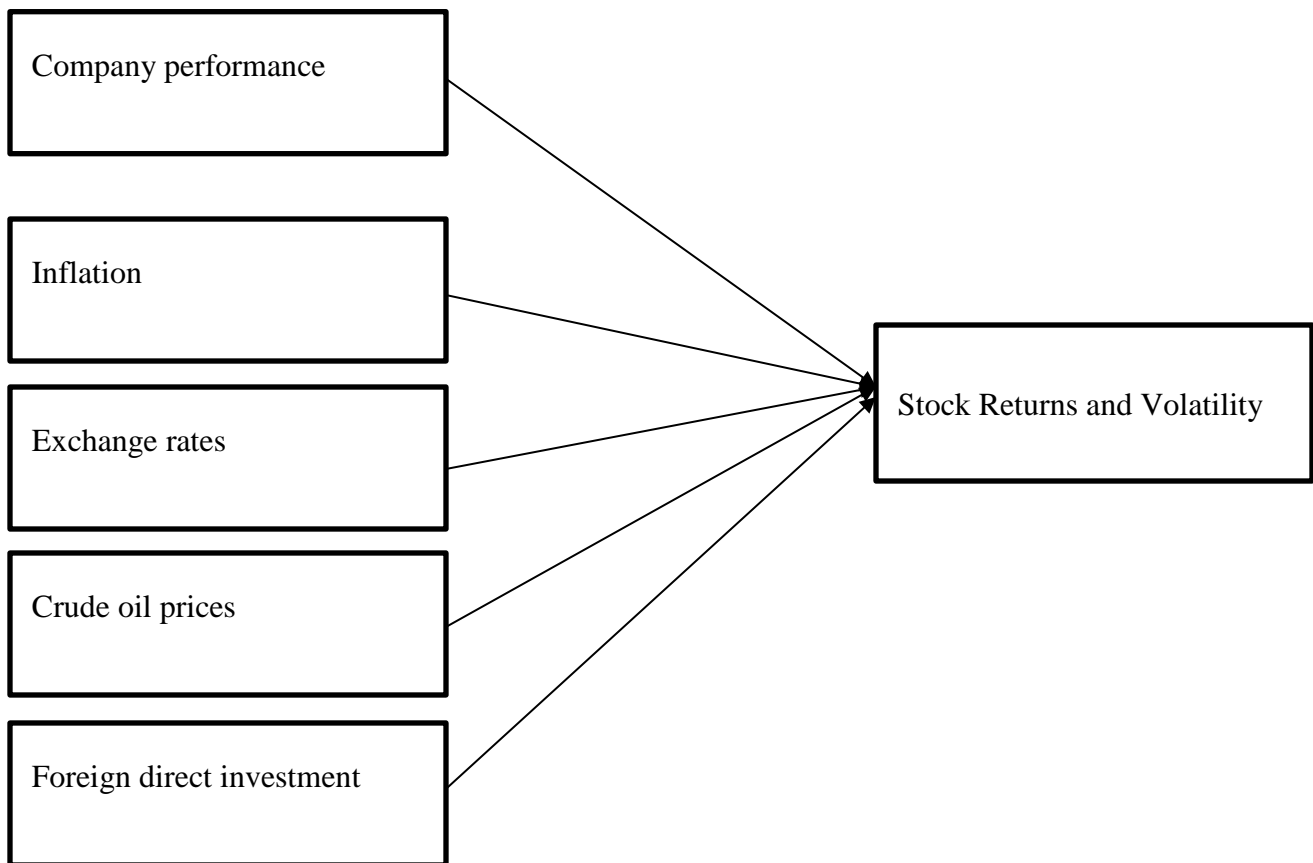 Company performance
Inflation
Exchange rates
Crude oil prices
Foreign direct investment
Stock Returns and Volatility